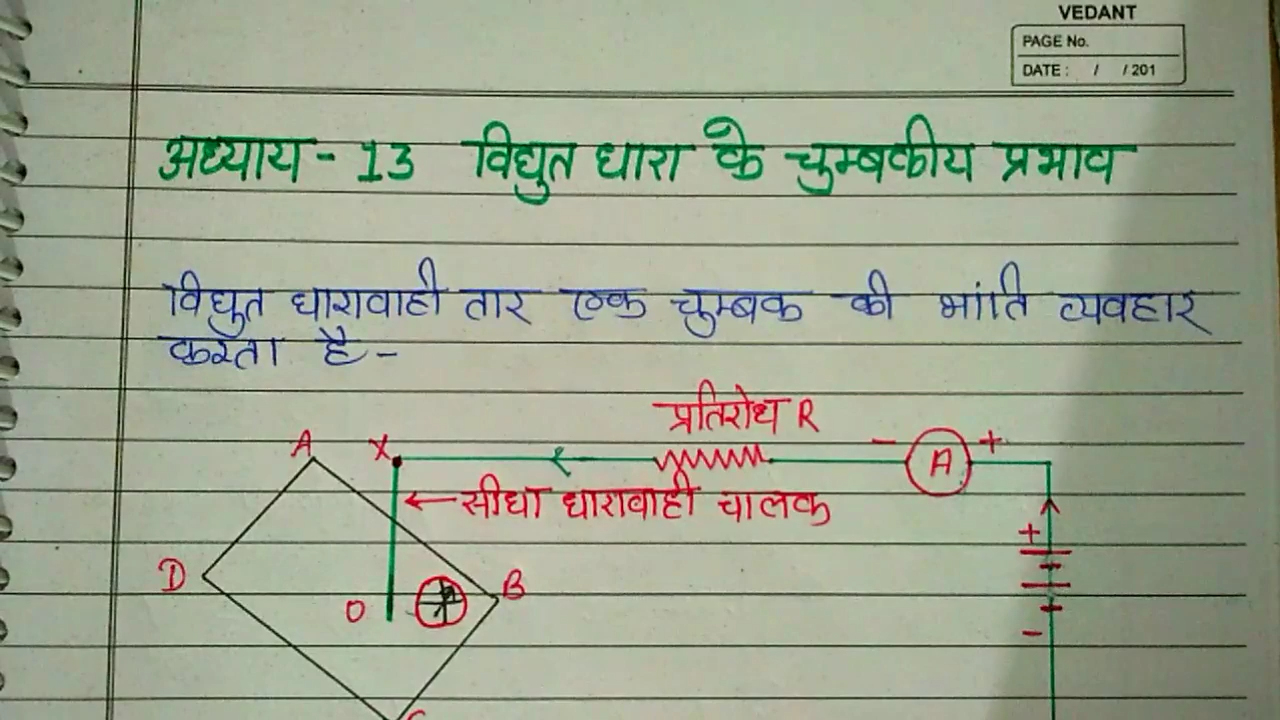 VEDANT
PAGE No.
DATE : / / 201
अध्याय - 13 विद्युत धारा के चुम्बकीय प्रभाव
विद्युत धारावाही तार एक चुम्बक की भांति व्यवहार
करता है -
प्रतिरोध R
A X - A +
← सीधा धारावाही चालक
+
D O B
-
C